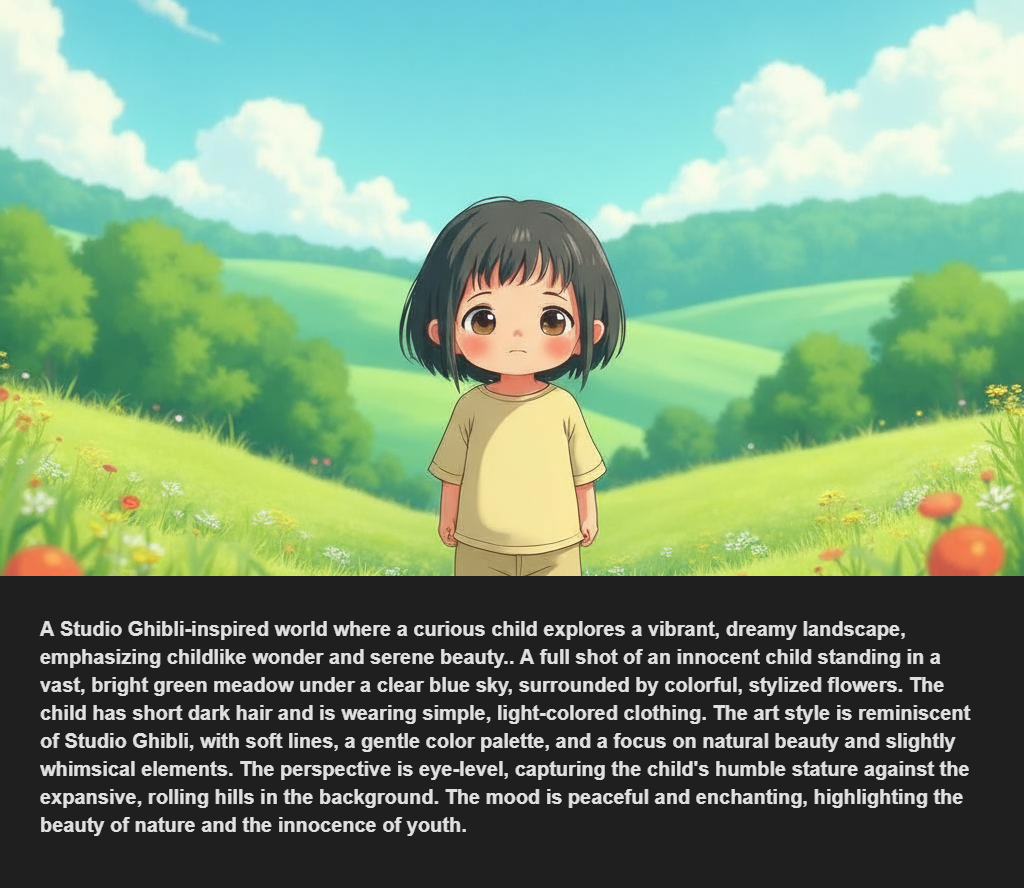 A Studio Ghibli-inspired world where a curious child explores a vibrant, dreamy landscape,
emphasizing childlike wonder and serene beauty.. A full shot of an innocent child standing in a
vast, bright green meadow under a clear blue sky, surrounded by colorful, stylized flowers. The
child has short dark hair and is wearing simple, light-colored clothing. The art style is reminiscent
of Studio Ghibli, with soft lines, a gentle color palette, and a focus on natural beauty and slightly
whimsical elements. The perspective is eye-level, capturing the child's humble stature against the
expansive, rolling hills in the background. The mood is peaceful and enchanting, highlighting the
beauty of nature and the innocence of youth.